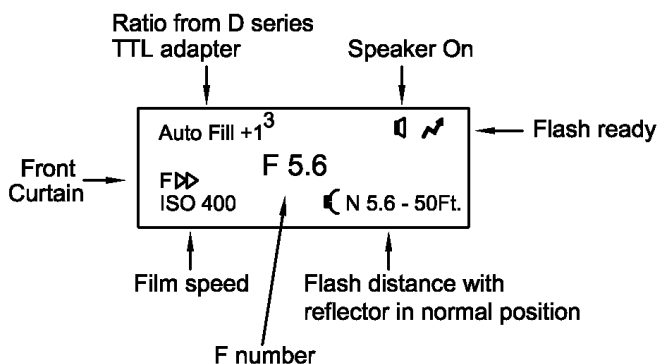 Ratio from D series
TTL adapter
Speaker On
Auto Fill +1³
Flash ready
F 5.6
Front
Curtain
F
ISO 400
N 5.6 - 50Ft.
Film speed
Flash distance with
reflector in normal position
F number